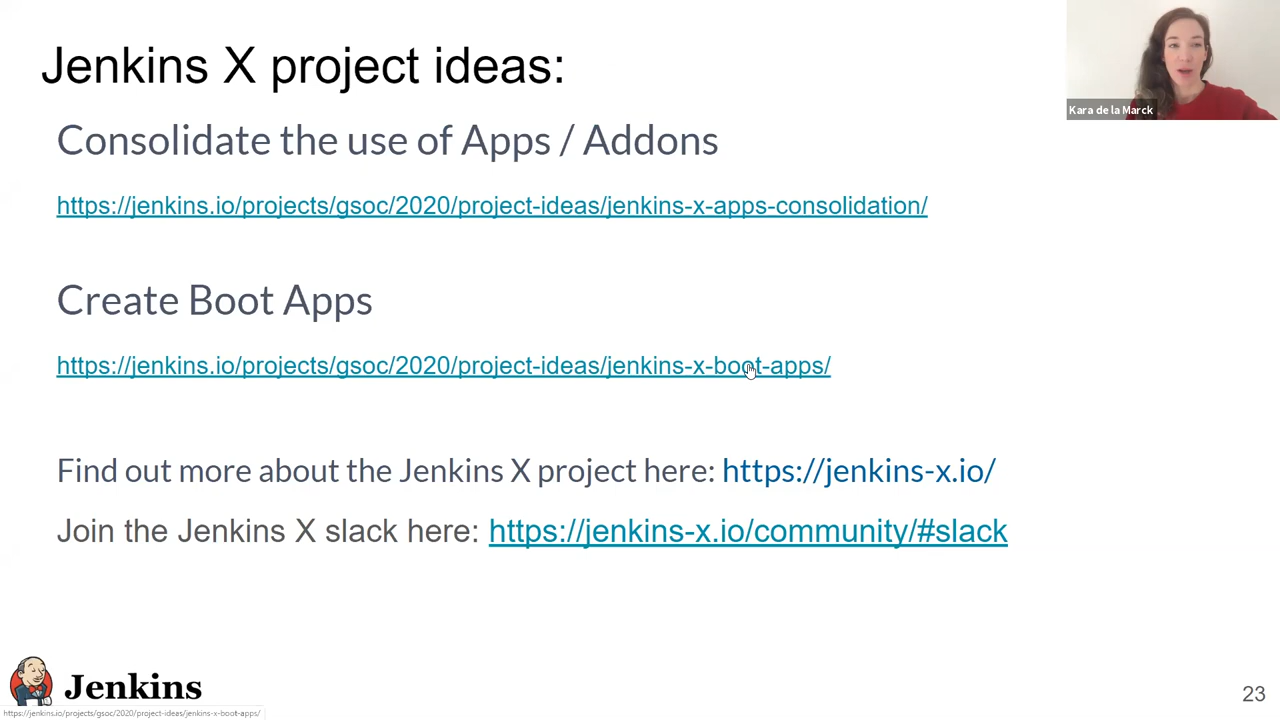 Jenkins X project ideas:
Kara de la Marck
Consolidate the use of Apps / Addons
https://jenkins.io/projects/gsoc/2020/project-ideas/jenkins-x-apps-consolidation/
Create Boot Apps
https://jenkins.io/projects/gsoc/2020/project-ideas/jenkins-x-boot-apps/
Find out more about the Jenkins X project here: https://jenkins-x.io/
Join the Jenkins X slack here: https://jenkins-x.io/community/#slack
Jenkins
23
https://jenkins.io/projects/gsoc/2020/project-ideas/jenkins-x-boot-apps/